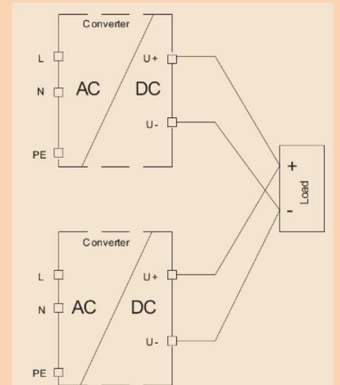 Converter
L
U+
N
AC
DC
U-
PE
+
-
Load
Converter
L
U+
N
AC
DC
U-
PE